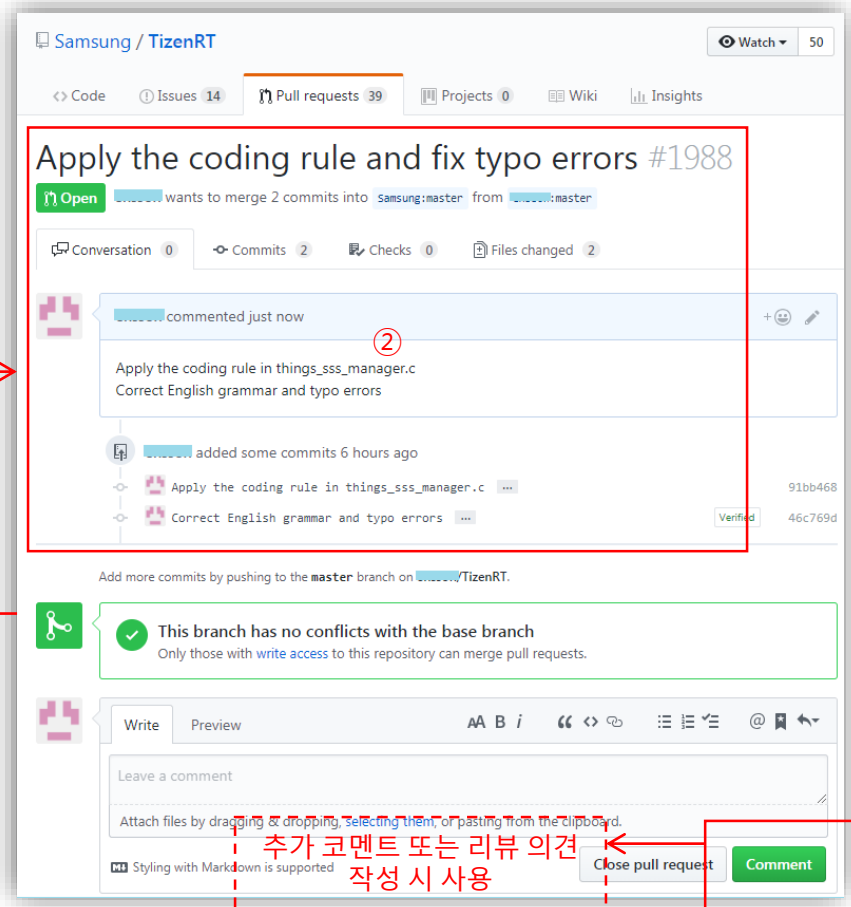 Samsung / TizenRT
Watch 50
Code Issues 14 Pull requests 39 Projects 0 Wiki Insights
Apply the coding rule and fix typo errors #1988
Open wants to merge 2 commits into Samsung:master from :master
Conversation 0 Commits 2 Checks 0 Files changed 2
commented just now
②
Apply the coding rule in things_sss_manager.c
Correct English grammar and typo errors
added some commits 6 hours ago
Apply the coding rule in things_sss_manager.c ... 91bb468
Correct English grammar and typo errors ... Verified 46c769d
Add more commits by pushing to the master branch on /TizenRT.
This branch has no conflicts with the base branch
Only those with write access to this repository can merge pull requests.
Write Preview AA B i
Leave a comment
Attach files by dragging & dropping, selecting them, or pasting from the clipboard.
추가 코멘트 또는 리뷰 의견
작성 시 사용
Styling with Markdown is supported
Close pull request Comment